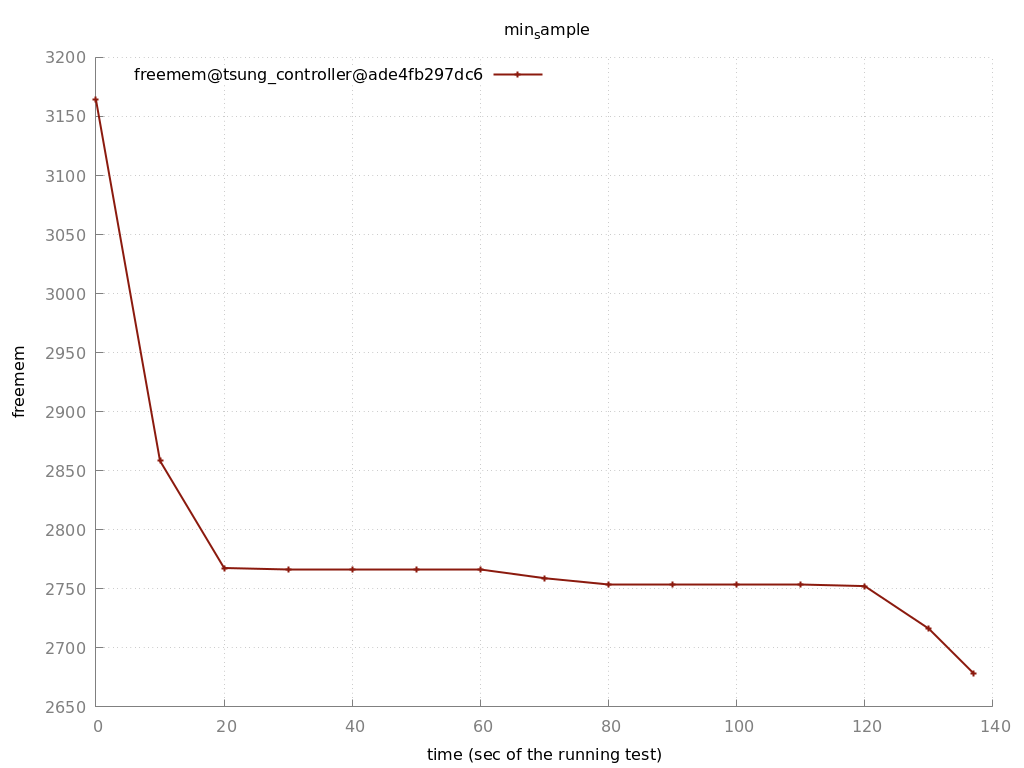 min_sample
freemem@tsung_controller@ade4fb297dc6
3200
3150
3100
3050
3000
2950
2900
2850
2800
2750
2700
2650
freemem
0 20 40 60 80 100 120 140
time (sec of the running test)